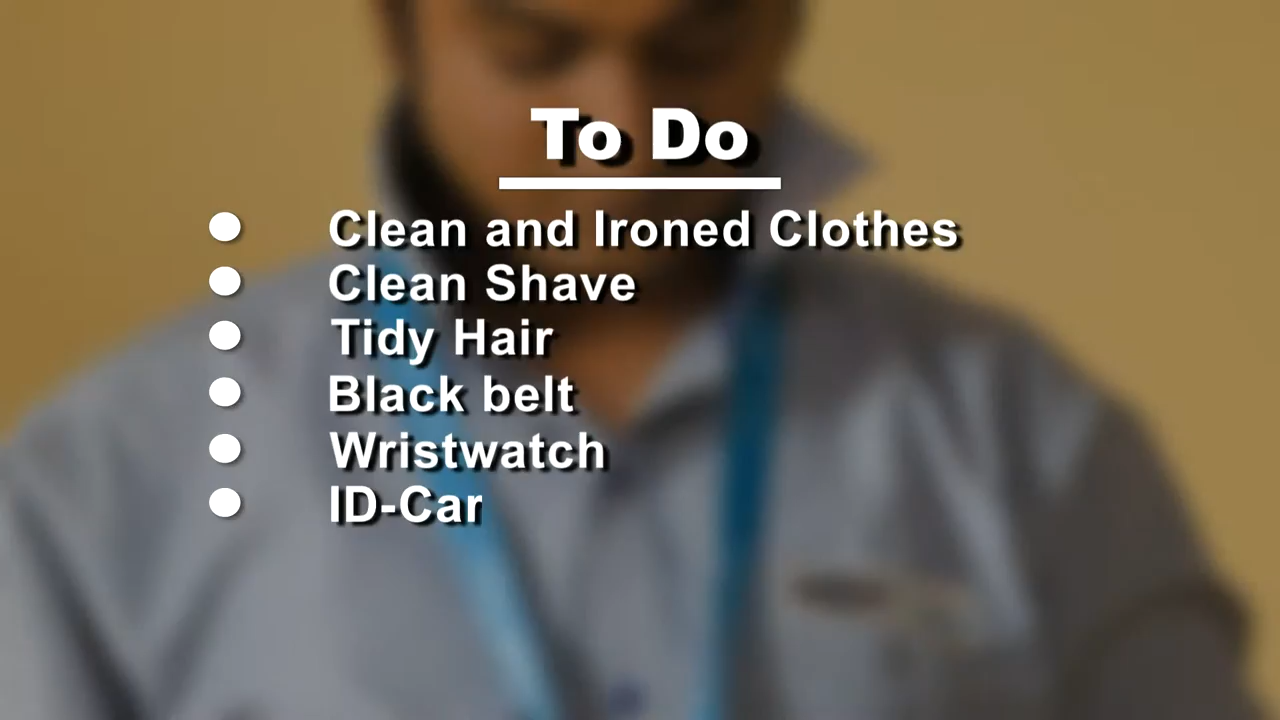 To Do
Clean and Ironed Clothes
Clean Shave
Tidy Hair
Black belt
Wristwatch
ID-Car